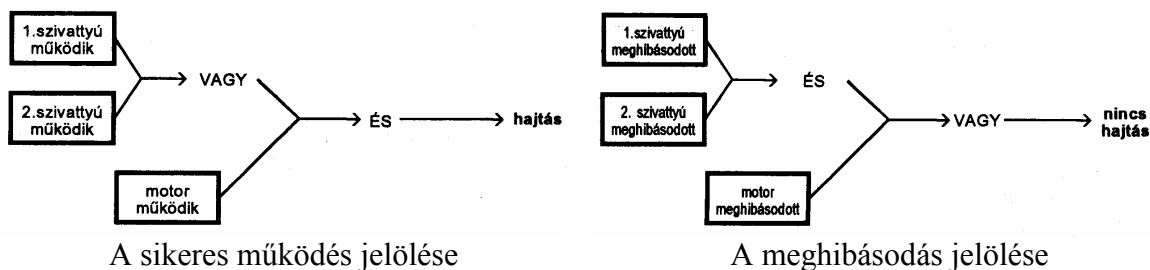 1.szivattyú
működik
2.szivattyú
működik
VAGY
ÉS
hajtás
motor
működik
A sikeres működés jelölése
1.szivattyú
meghibásodott
2. szivattyú
meghibásodott
ÉS
VAGY
nincs
hajtás
motor
meghibásodott
A meghibásodás jelölése